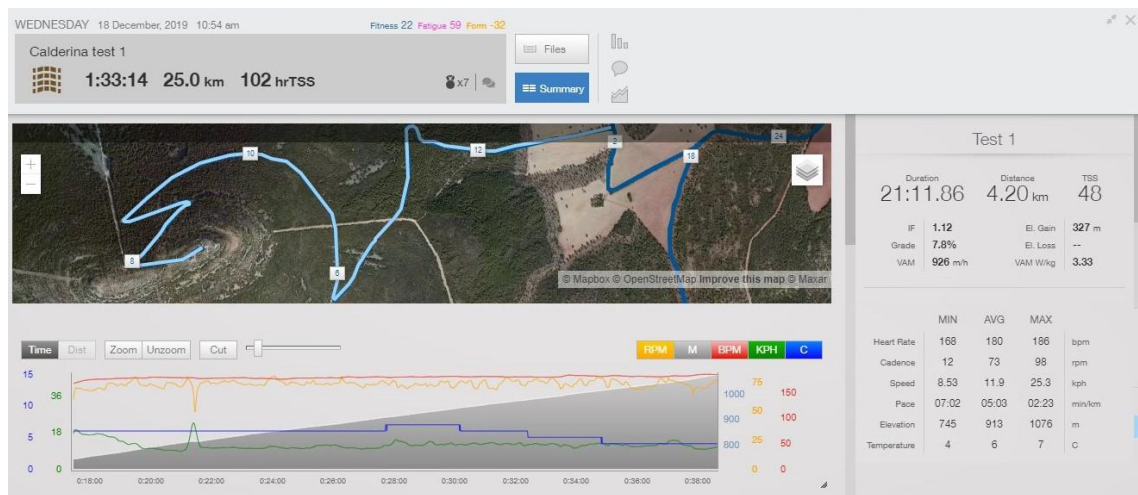 WEDNESDAY 18 December, 2019 10:54 am
Fitness 22 Fatigue 59 Form -32
Calderina test 1
1:33:14 25.0 km 102 hrTSS
x7
Files
Summary
10
12
2
18
24
8
6
© Mapbox © OpenStreetMap Improve this map © Maxar
Time Dist Zoom Unzoom Cut
RPM M BPM KPH C
15
10
5
0
36
18
0
1000
900
800
75
50
25
0
150
100
50
0
0:18:00 0:20:00 0:22:00 0:24:00 0:26:00 0:28:00 0:30:00 0:32:00 0:34:00 0:36:00 0:38:00
Test 1
Duration Distance TSS
21:11.86 4.20 km 48
IF 1.12 El. Gain 327 m
Grade 7.8% El. Loss --
VAM 926 m/h VAM W/kg 3.33
MIN AVG MAX
Heart Rate 168 180 186 bpm
Cadence 12 73 98 rpm
Speed 8.53 11.9 25.3 kph
Pace 07:02 05:03 02:23 min/km
Elevation 745 913 1076 m
Temperature 4 6 7 C